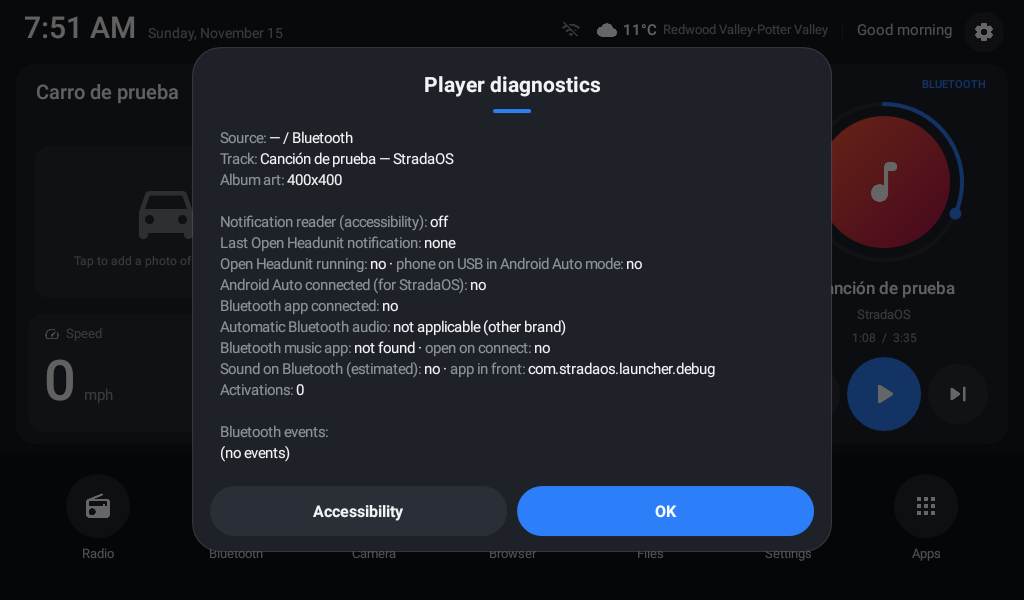 7:51 AM
Sunday, November 15
11°C
Redwood Valley-Potter Valley
Good morning
Carro de prueba
Tap to add a photo of
Speed
0
mph
Player diagnostics
Source: — / Bluetooth
Track: Canción de prueba — StradaOS
Album art: 400x400
Notification reader (accessibility): off
Last Open Headunit notification: none
Open Headunit running: no · phone on USB in Android Auto mode: no
Android Auto connected (for StradaOS): no
Bluetooth app connected: no
Automatic Bluetooth audio: not applicable (other brand)
Bluetooth music app: not found · open on connect: no
Sound on Bluetooth (estimated): no · app in front: com.stradaos.launcher.debug
Activations: 0
Bluetooth events:
(no events)
Accessibility
OK
BLUETOOTH
nción de prueba
StradaOS
1:08 / 3:35
Radio
Bluetooth
Camera
Browser
Files
Settings
Apps